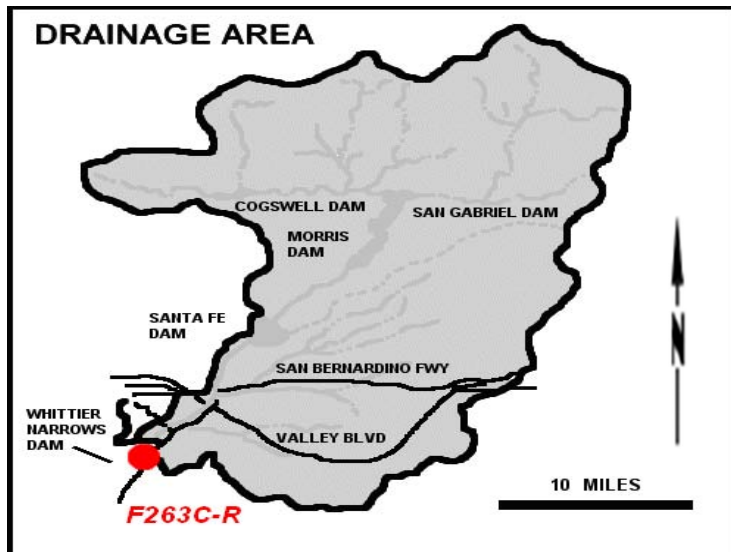 DRAINAGE AREA
COGSWELL DAM
SAN GABRIEL DAM
MORRIS
DAM
SANTA FE
DAM
SAN BERNARDINO FWY
WHITTIER
NARROWS
DAM
VALLEY BLVD
F263C-R
N
10 MILES